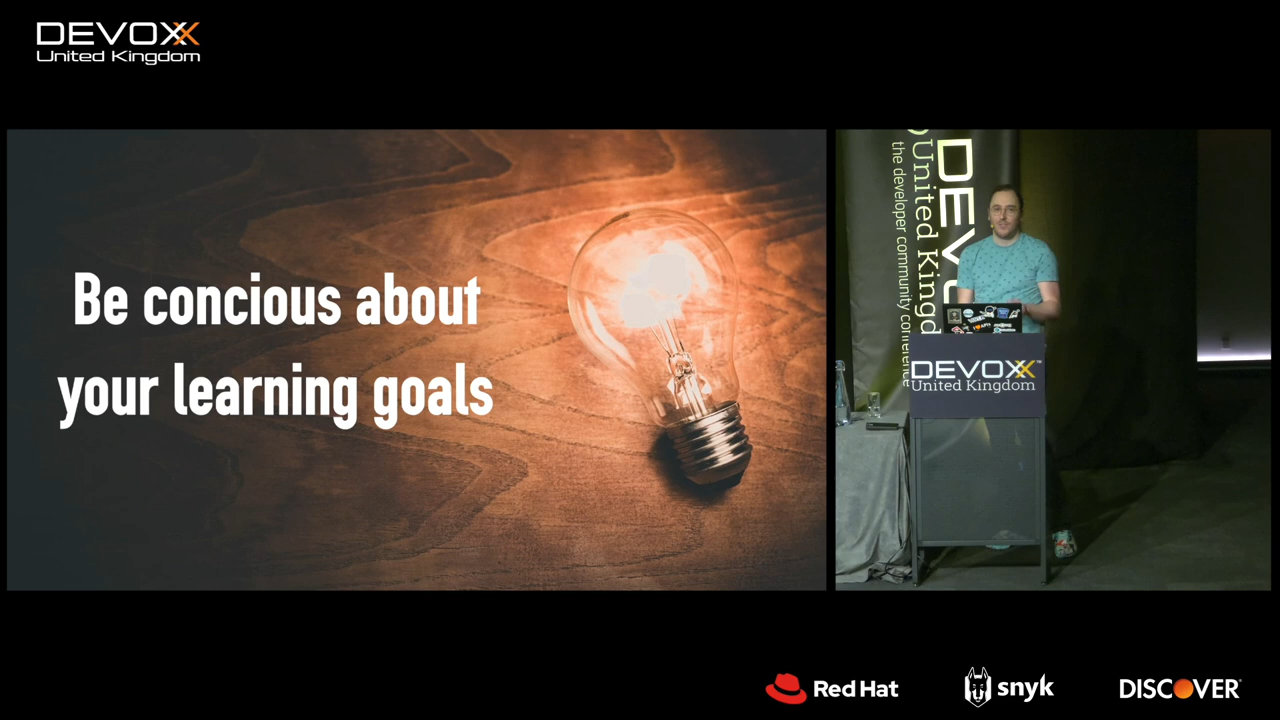 DEVOXX
United Kingdom
Be concious about
your learning goals
DEVOXX
United Kingdom
the developer community conference
DEVOXX™
United Kingdom
Red Hat
snyk
DISCOVER